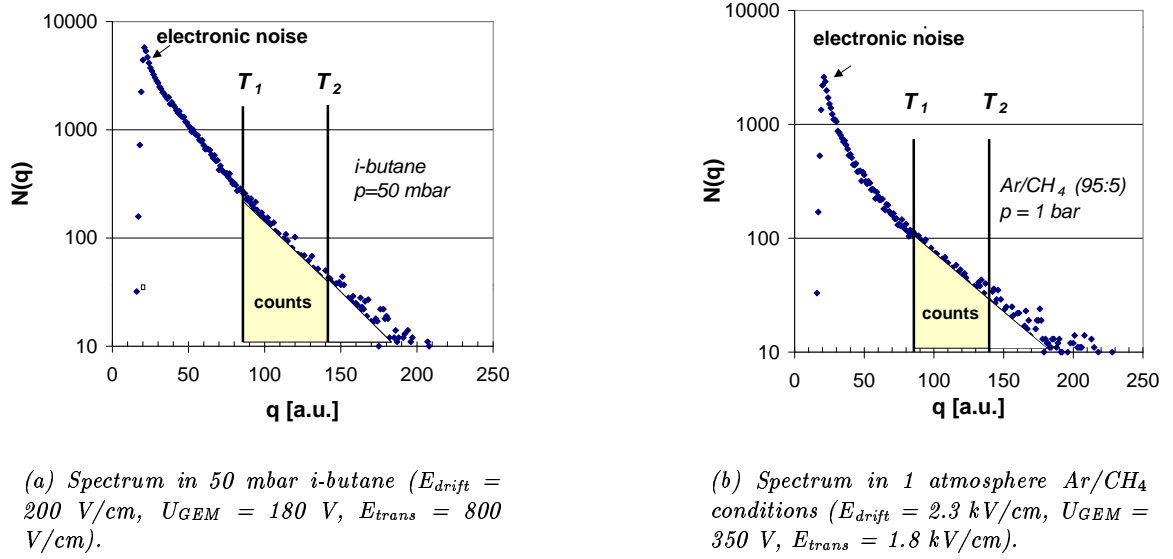 10000
1000
100
10
N(q)
electronic noise
T1
T2
i-butane
p=50 mbar
counts
0 50 100 150 200 250
q [a.u.]
(a) Spectrum in 50 mbar i-butane (Edrift =
200 V/cm, UGEM = 180 V, Etrans = 800
V/cm).
10000
1000
100
10
N(q)
electronic noise
T1
T2
Ar/CH4 (95:5)
p = 1 bar
counts
0 50 100 150 200 250
q [a.u.]
(b) Spectrum in 1 atmosphere Ar/CH4
conditions (Edrift = 2.3 kV/cm, UGEM =
350 V, Etrans = 1.8 kV/cm).